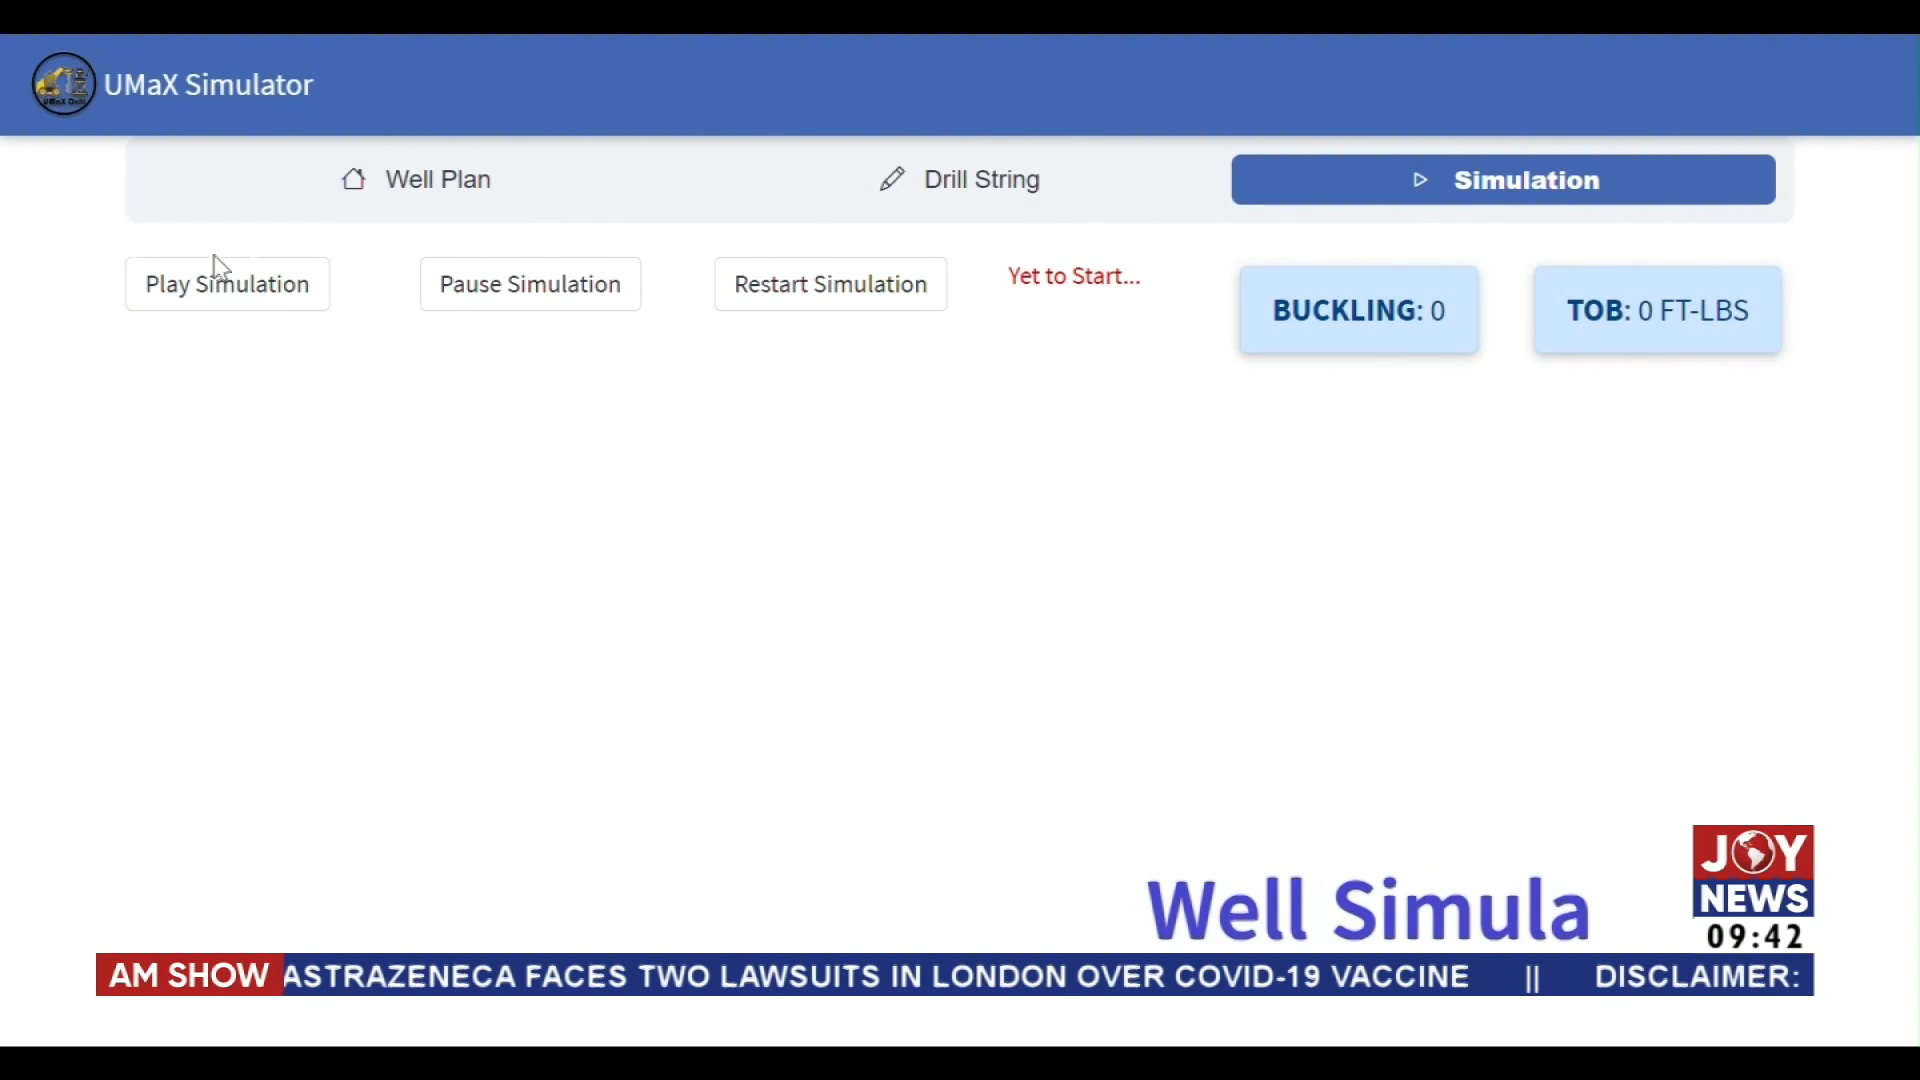 UMaX Simulator
Well Plan
Drill String
Simulation
Play Simulation
Pause Simulation
Restart Simulation
Yet to Start...
BUCKLING: 0
TOB: 0 FT-LBS
Well Simula
JOY
NEWS
09:42
AM SHOW
ASTRAZENECA FACES TWO LAWSUITS IN LONDON OVER COVID-19 VACCINE || DISCLAIMER: